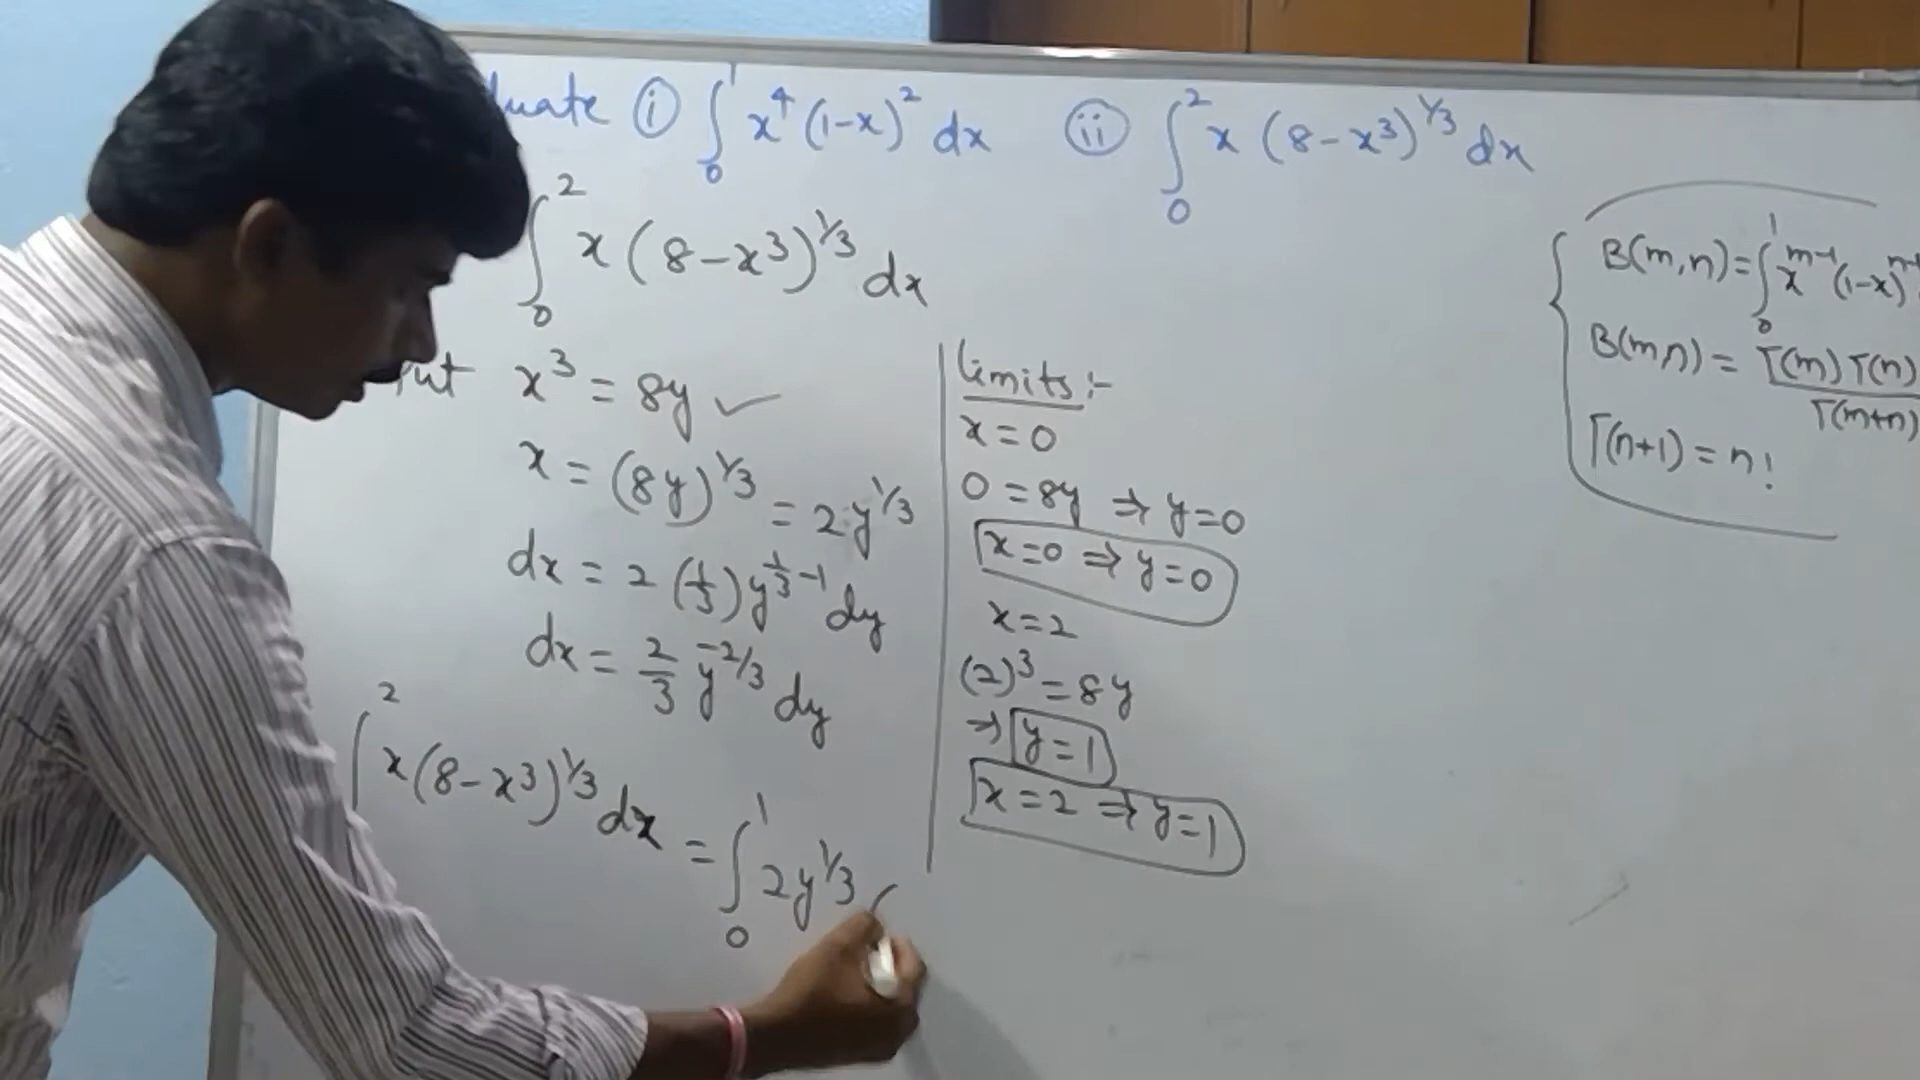 (i) ∫₀¹ x⁴(1-x)² dx (ii) ∫₀² x(8-x³)^1/3 dx
∫₀² x(8-x³)^1/3 dx
x³ = 8y ✓
x = (8y)^1/3 = 2y^1/3
dx = 2(1/3)y^(1/3-1) dy
dx = 2/3 y^-2/3 dy
∫² x(8-x³)^1/3 dx = ∫₀¹ 2y^1/3 (
Limits :-
x = 0
0 = 8y ⇒ y = 0
x = 0 ⇒ y = 0
x = 2
(2)³ = 8y
⇒ y = 1
x = 2 ⇒ y = 1
B(m,n) = ∫₀¹ x^m-1 (1-x)^n-1
B(m,n) = Γ(m) Γ(n) / Γ(m+n)
Γ(n+1) = n!